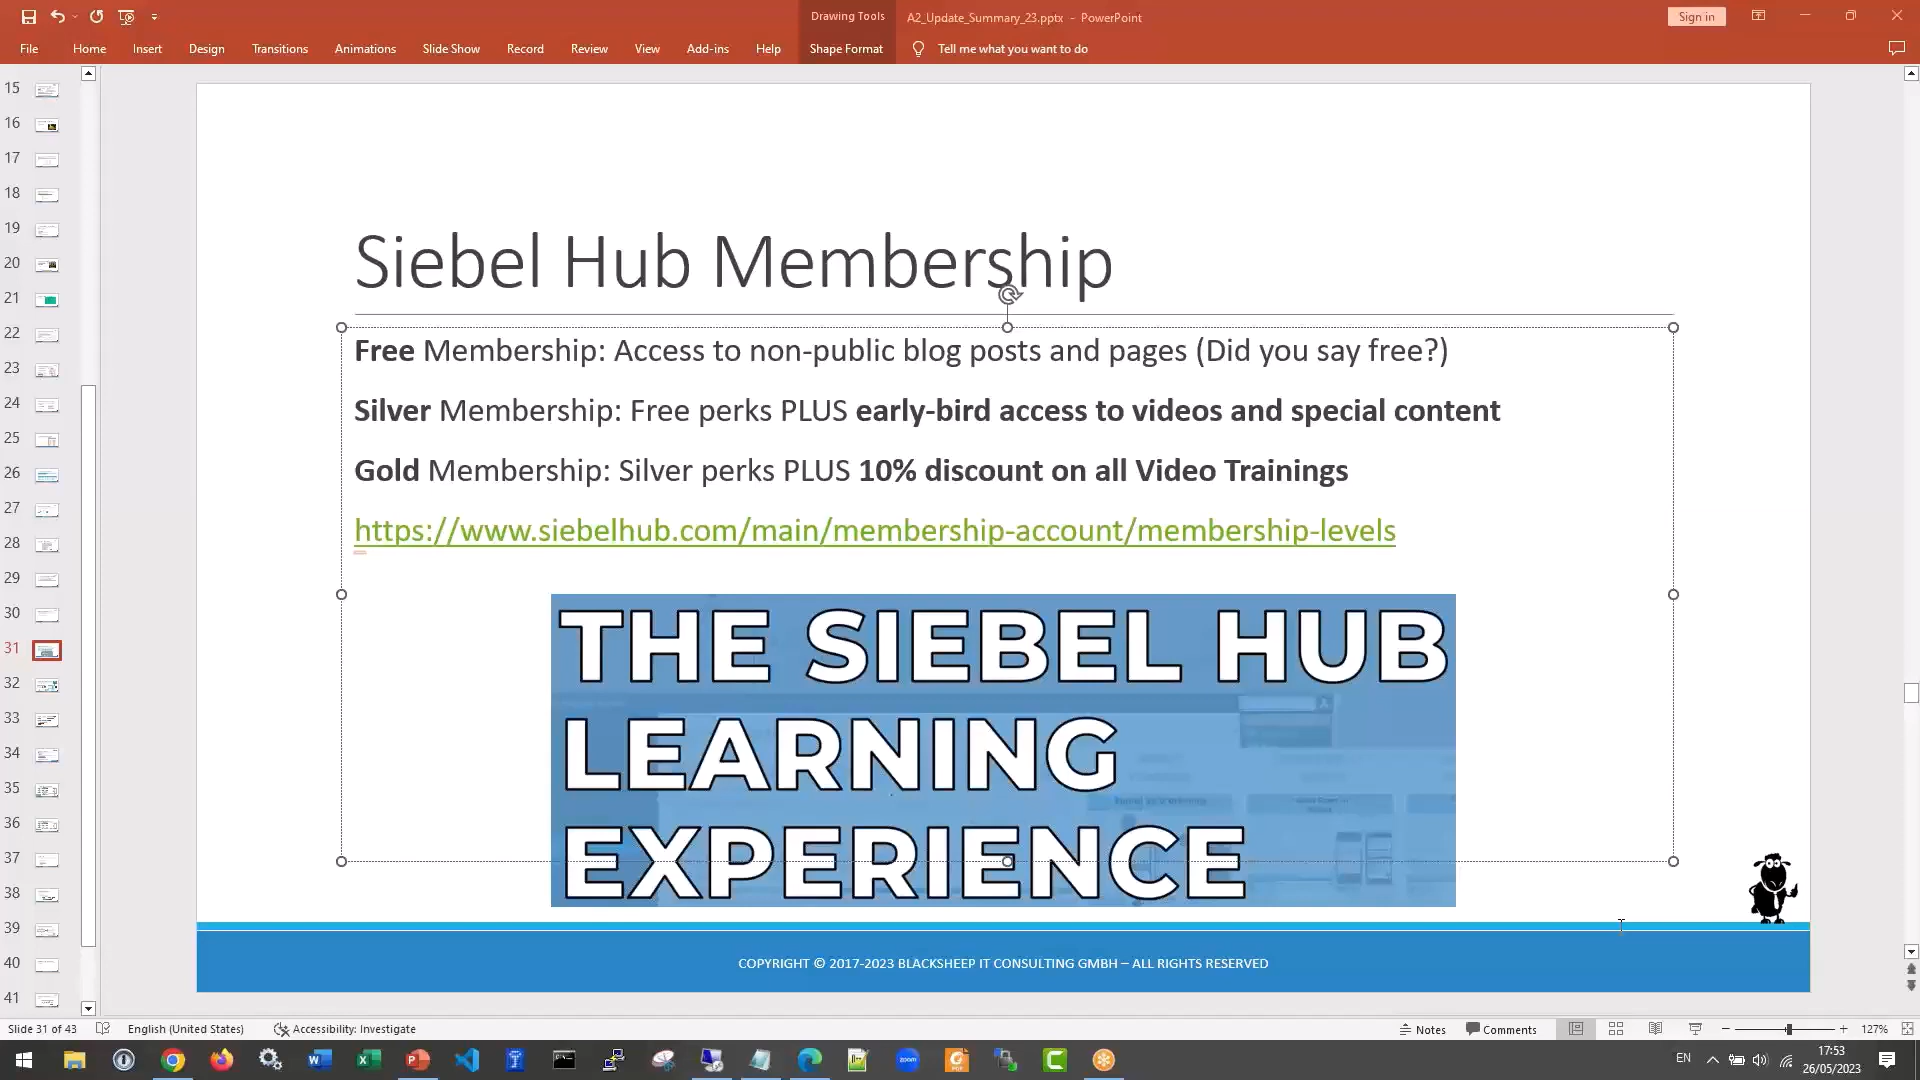 Drawing Tools
A2_Update_Summary_23.pptx - PowerPoint
Sign in
File Home Insert Design Transitions Animations Slide Show Record Review View Add-ins Help Shape Format Tell me what you want to do
15
16
17
18
19
20
21
22
23
24
25
26
27
28
29
30
31
32
33
34
35
36
37
38
39
40
41
Siebel Hub Membership
Free Membership: Access to non-public blog posts and pages (Did you say free?)
Silver Membership: Free perks PLUS early-bird access to videos and special content
Gold Membership: Silver perks PLUS 10% discount on all Video Trainings
https://www.siebelhub.com/main/membership-account/membership-levels
THE SIEBEL HUB
LEARNING
EXPERIENCE
COPYRIGHT © 2017-2023 BLACKSHEEP IT CONSULTING GMBH – ALL RIGHTS RESERVED
Slide 31 of 43 English (United States) Accessibility: Investigate Notes Comments 127%
EN 17:53
26/05/2023
zoom